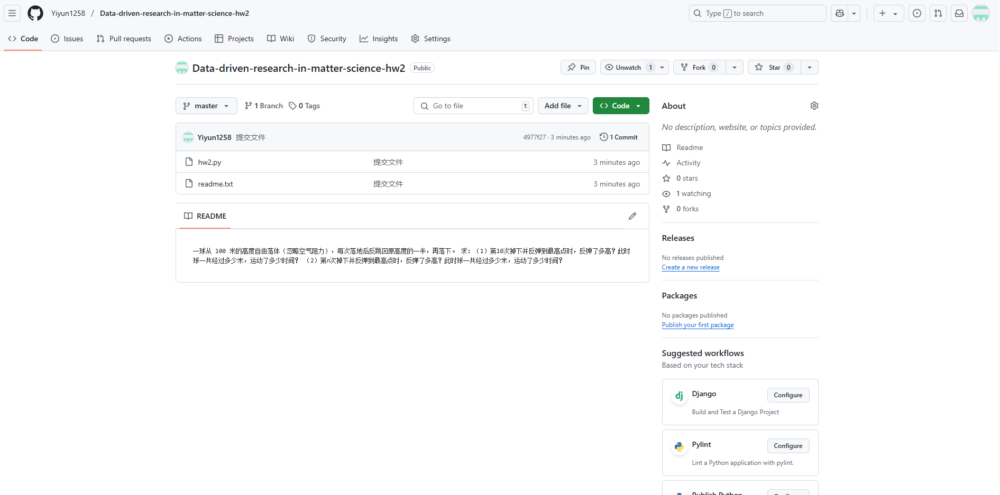 Yiyun1258 / Data-driven-research-in-matter-science-hw2
Type / to search
Code Issues Pull requests Actions Projects Wiki Security Insights Settings
Data-driven-research-in-matter-science-hw2 Public
Pin Unwatch 1 Fork 0 Star 0
master 1 Branch 0 Tags
Go to file t Add file Code
Yiyun1258 提交文件 4977f27 · 3 minutes ago 1 Commit
hw2.py 提交文件 3 minutes ago
readme.txt 提交文件 3 minutes ago
README
一球从 100 米的高度自由落体（忽略空气阻力），每次落地后反跳回原高度的一半，再落下。 求：（1）第10次掉下并反弹到最高点时，反弹了多高？此时
球一共经过多少米，运动了多少时间？ （2）第n次掉下并反弹到最高点时，反弹了多高？此时球一共经过多少米，运动了多少时间？
About
No description, website, or topics provided.
Readme
Activity
0 stars
1 watching
0 forks
Releases
No releases published
Create a new release
Packages
No packages published
Publish your first package
Suggested workflows
Based on your tech stack
dj Django Configure
Build and Test a Django Project
Pylint Configure
Lint a Python application with pylint.
Publish Python Configure